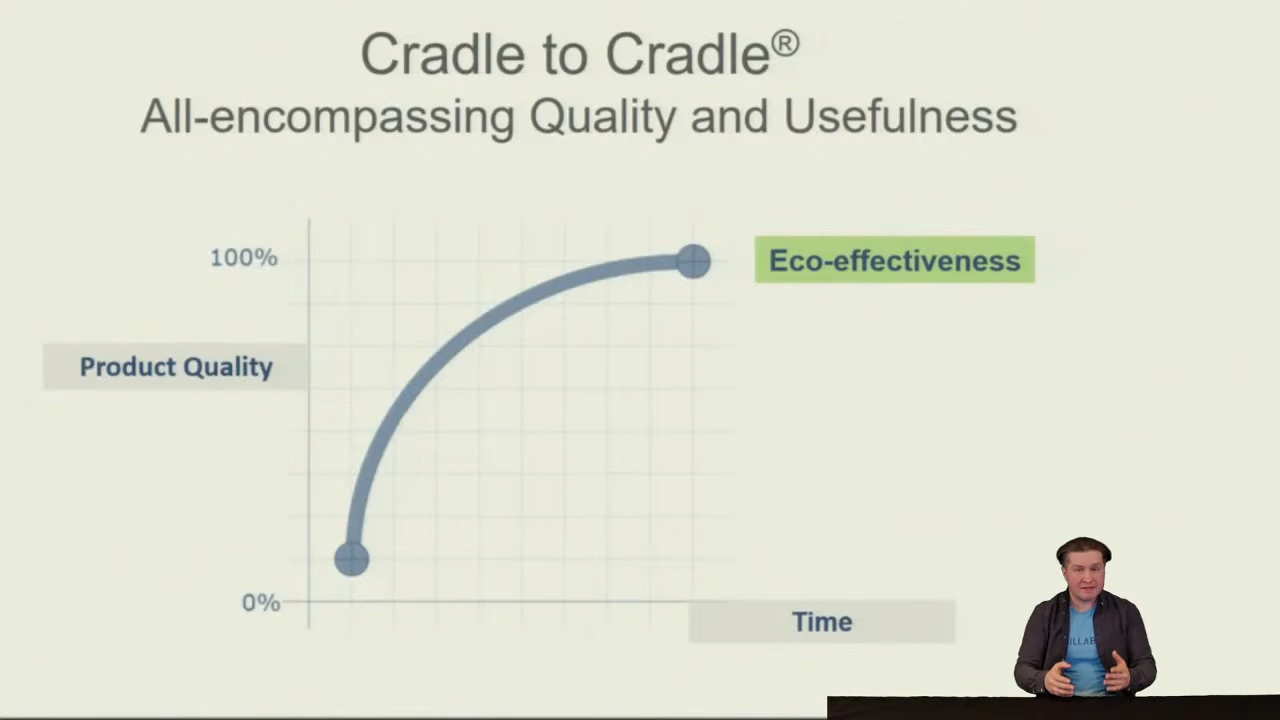 Cradle to Cradle®
All-encompassing Quality and Usefulness
100%
Eco-effectiveness
Product Quality
0%
Time